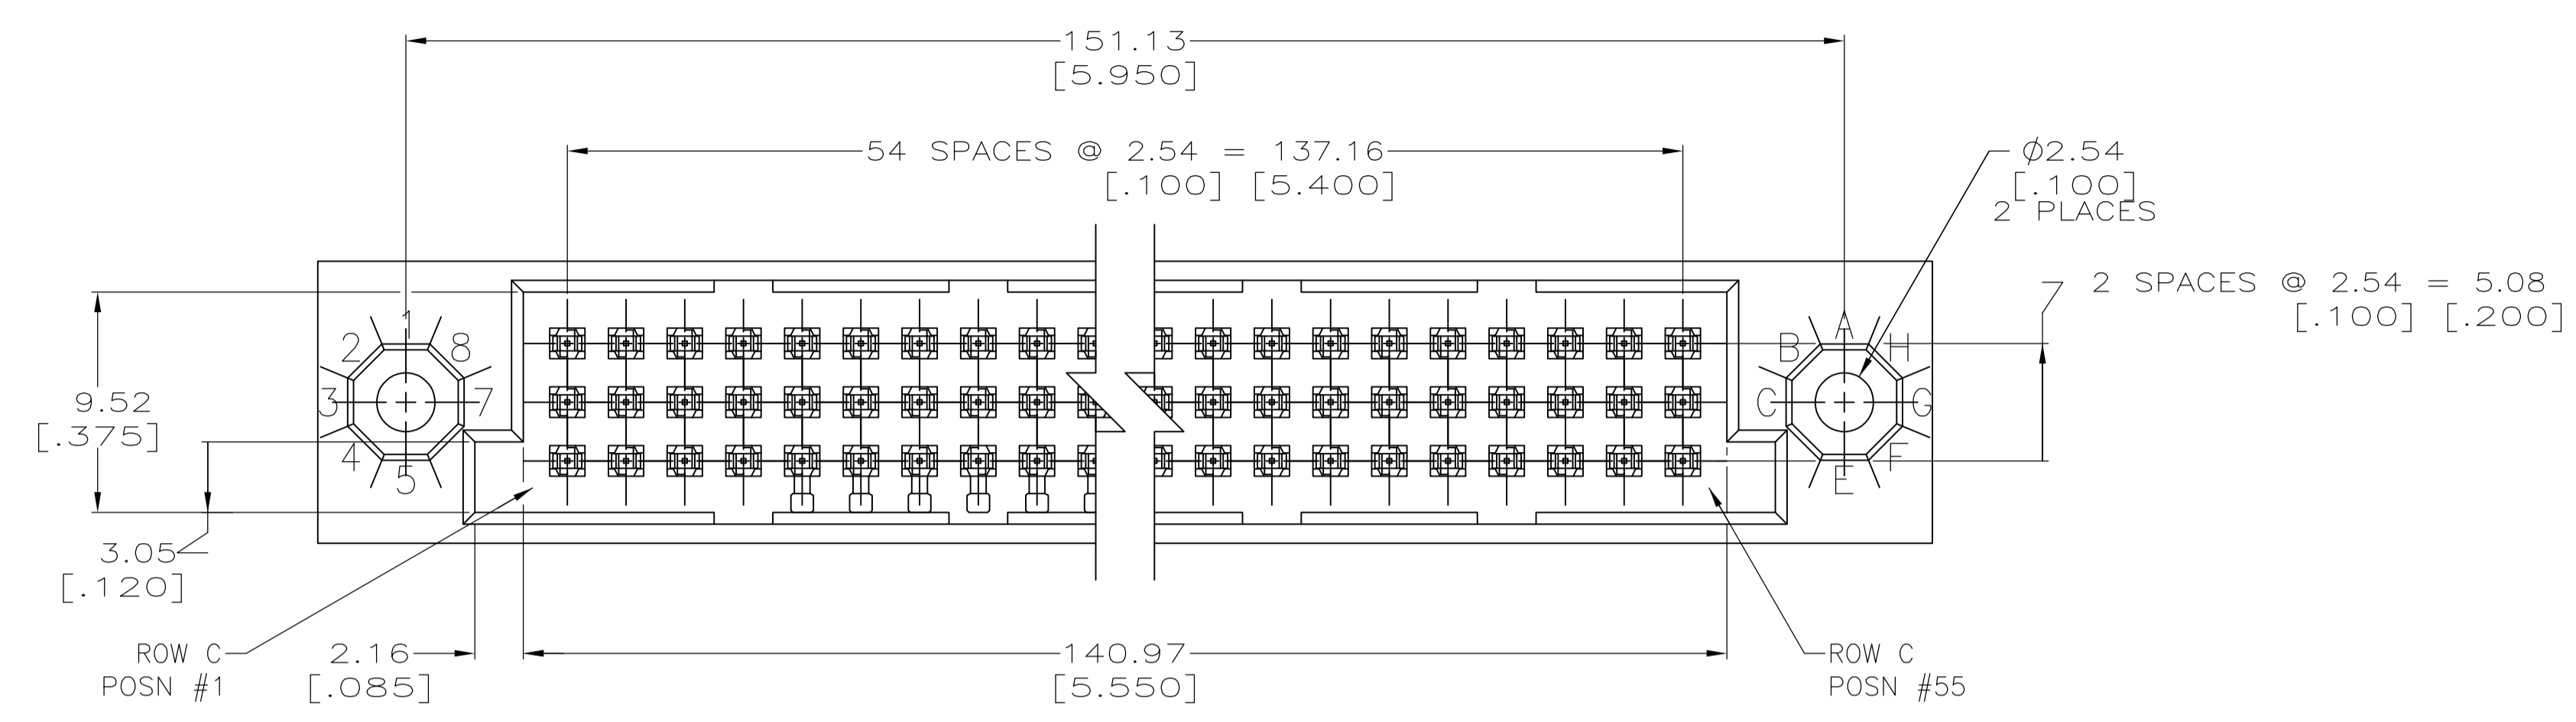 151.13
[5.950]
54 SPACES @ 2.54 = 137.16
[.100] [5.400]
ϕ2.54
[.100]
2 PLACES
2 SPACES @ 2.54 = 5.08
[.100] [.200]
1
2
8
3
7
4
5
A
B
H
C
G
F
E
9.52
[.375]
3.05
[.120]
ROW C
POSN #1
2.16
[.085]
140.97
[5.550]
ROW C
POSN #55